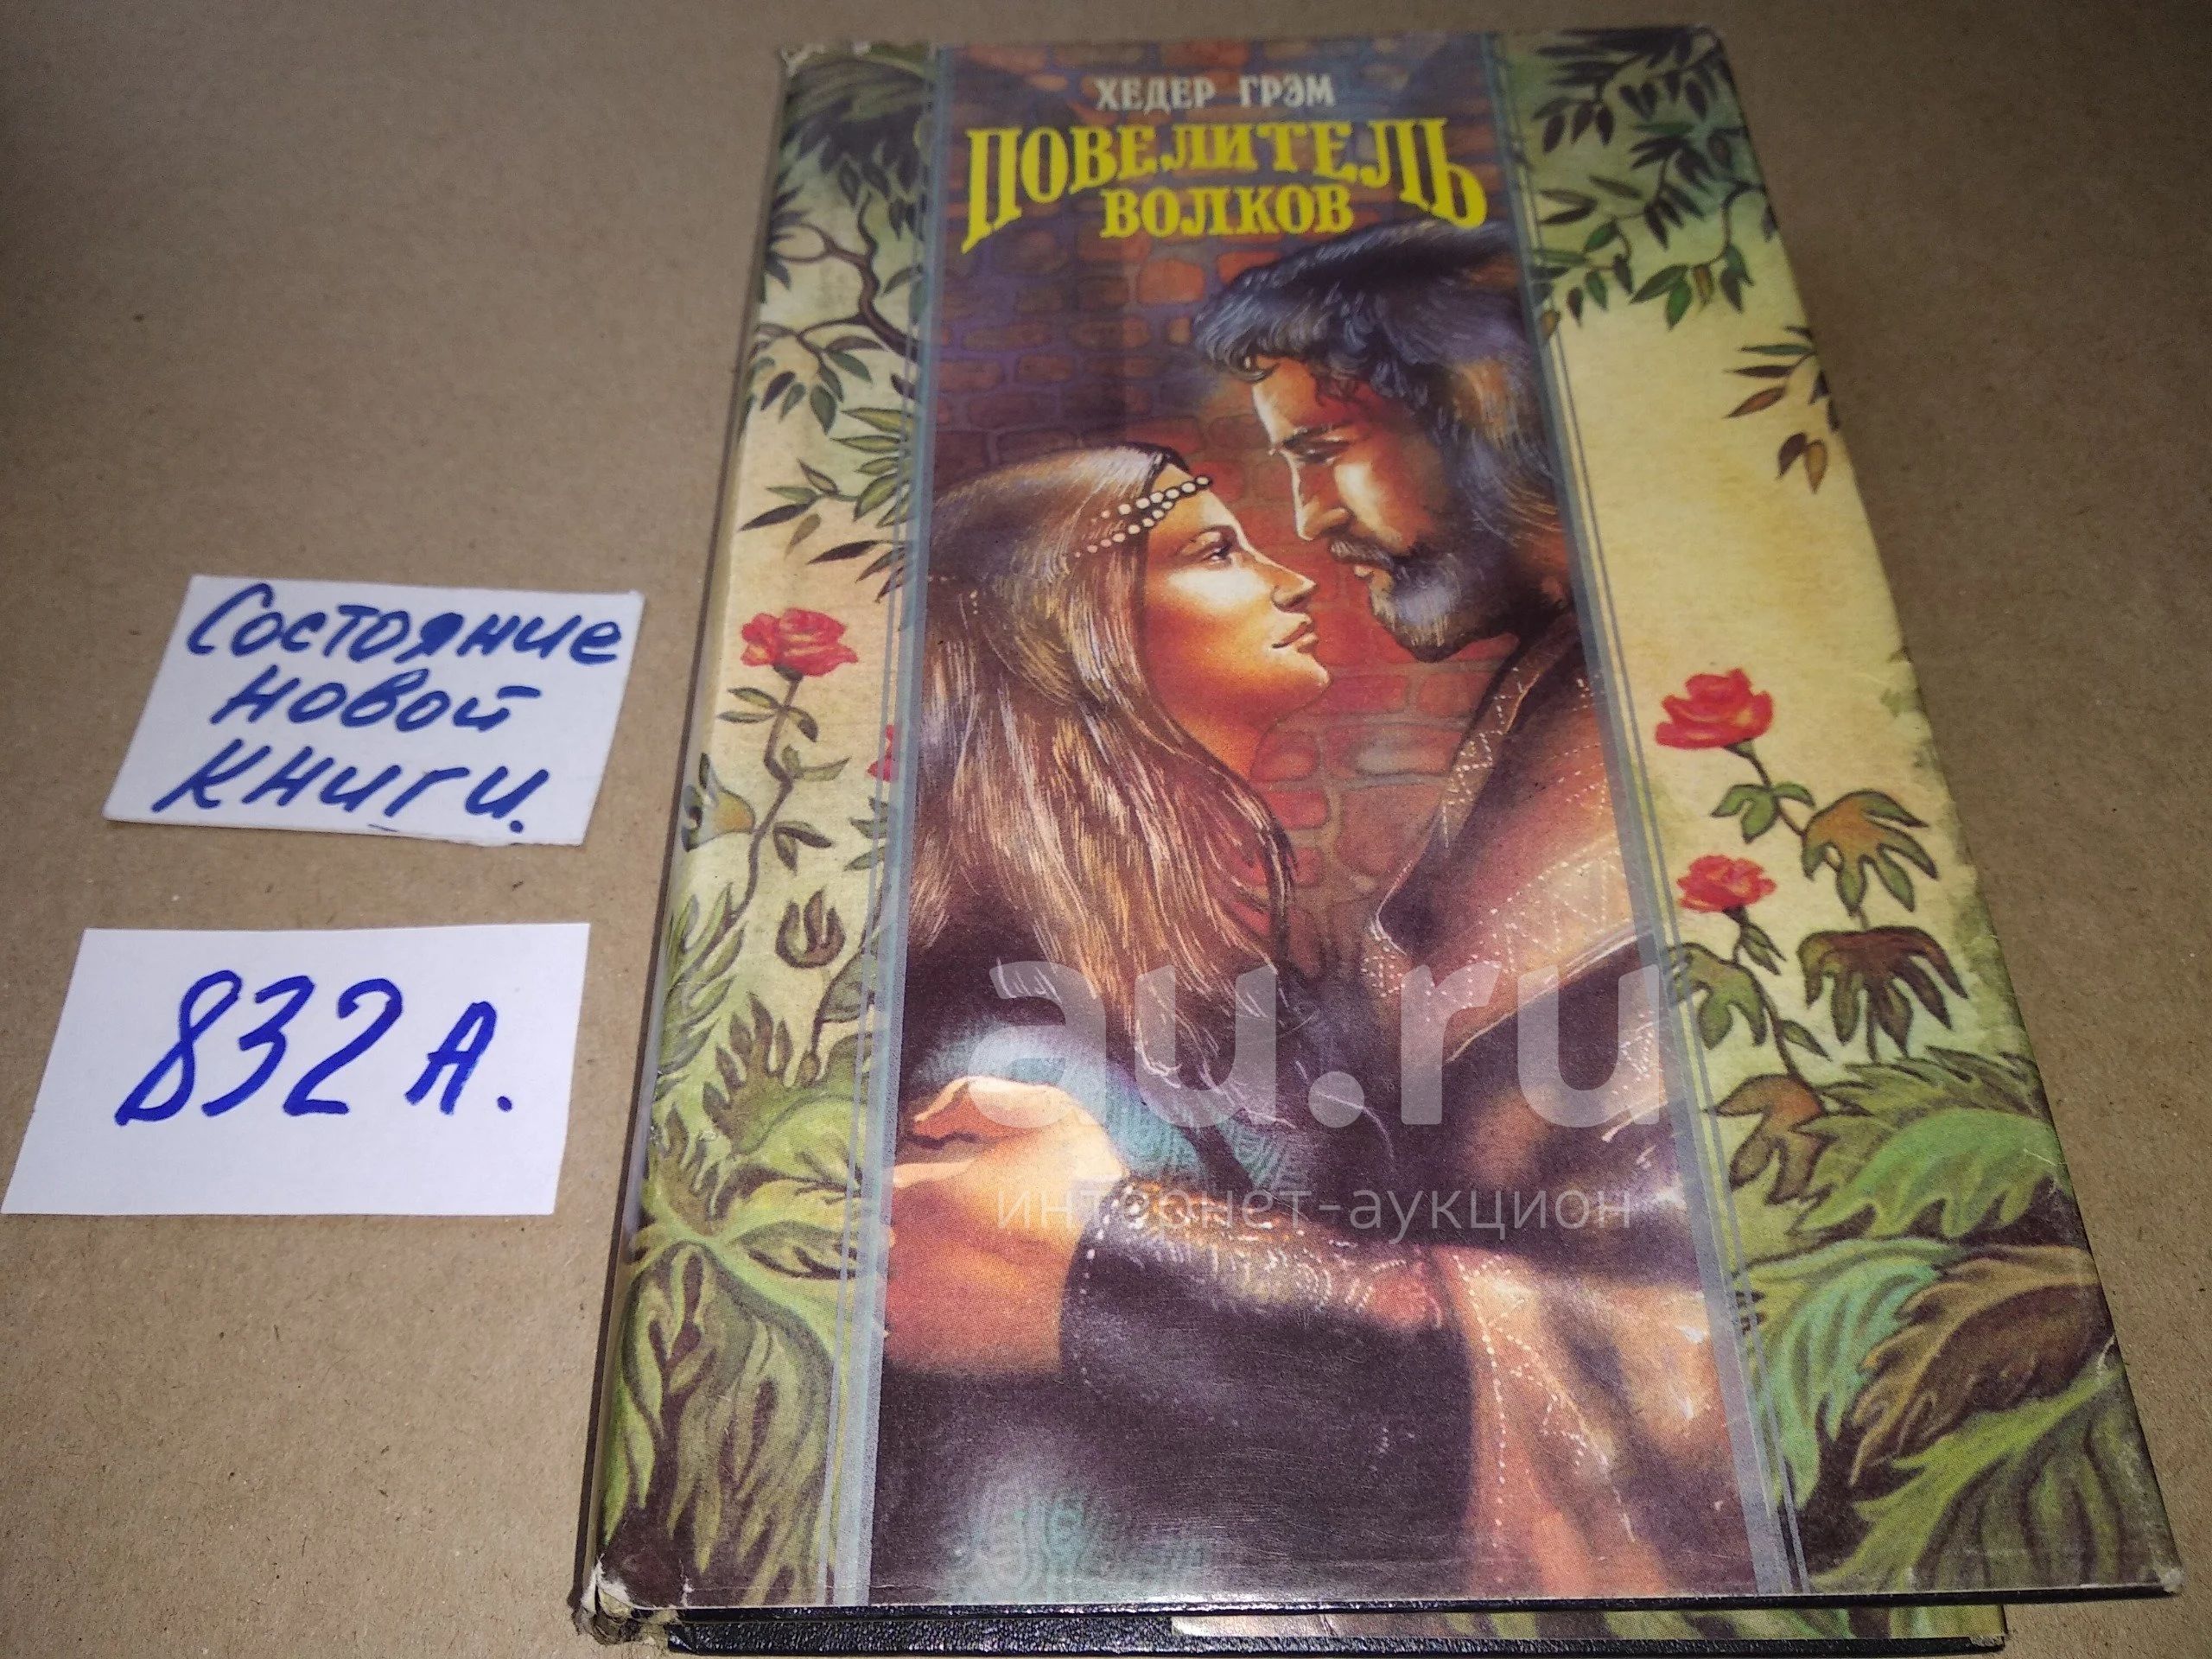 ХЕДЕР ГРЭМ
ПОВЕЛИТЕЛЬ
ВОЛКОВ
Состояние
новой
книги.
832 А.
au.ru
интернет-аукцион